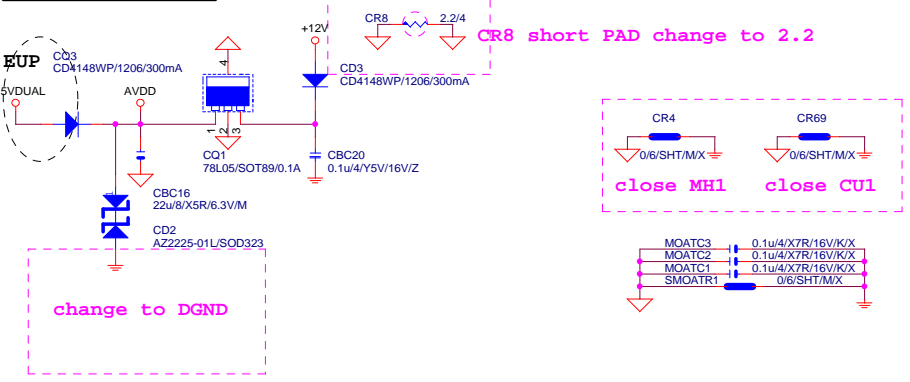 CR8
2.2/4
+12V
CR8 short PAD change to 2.2
EUP
CQ3
CD4148WP/1206/300mA
5VDUAL
AVDD
4
CD3
CD4148WP/1206/300mA
1
2
3
CQ1
78L05/SOT89/0.1A
CBC20
0.1u/4/Y5V/16V/Z
CR4
0/6/SHT/M/X
close MH1
CR69
0/6/SHT/M/X
close CU1
CBC16
22u/8/X5R/6.3V/M
CD2
AZ2225-01L/SOD323
change to DGND
MOATC3 0.1u/4/X7R/16V/K/X
MOATC2 0.1u/4/X7R/16V/K/X
MOATC1 0.1u/4/X7R/16V/K/X
SMOATR1 0/6/SHT/M/X